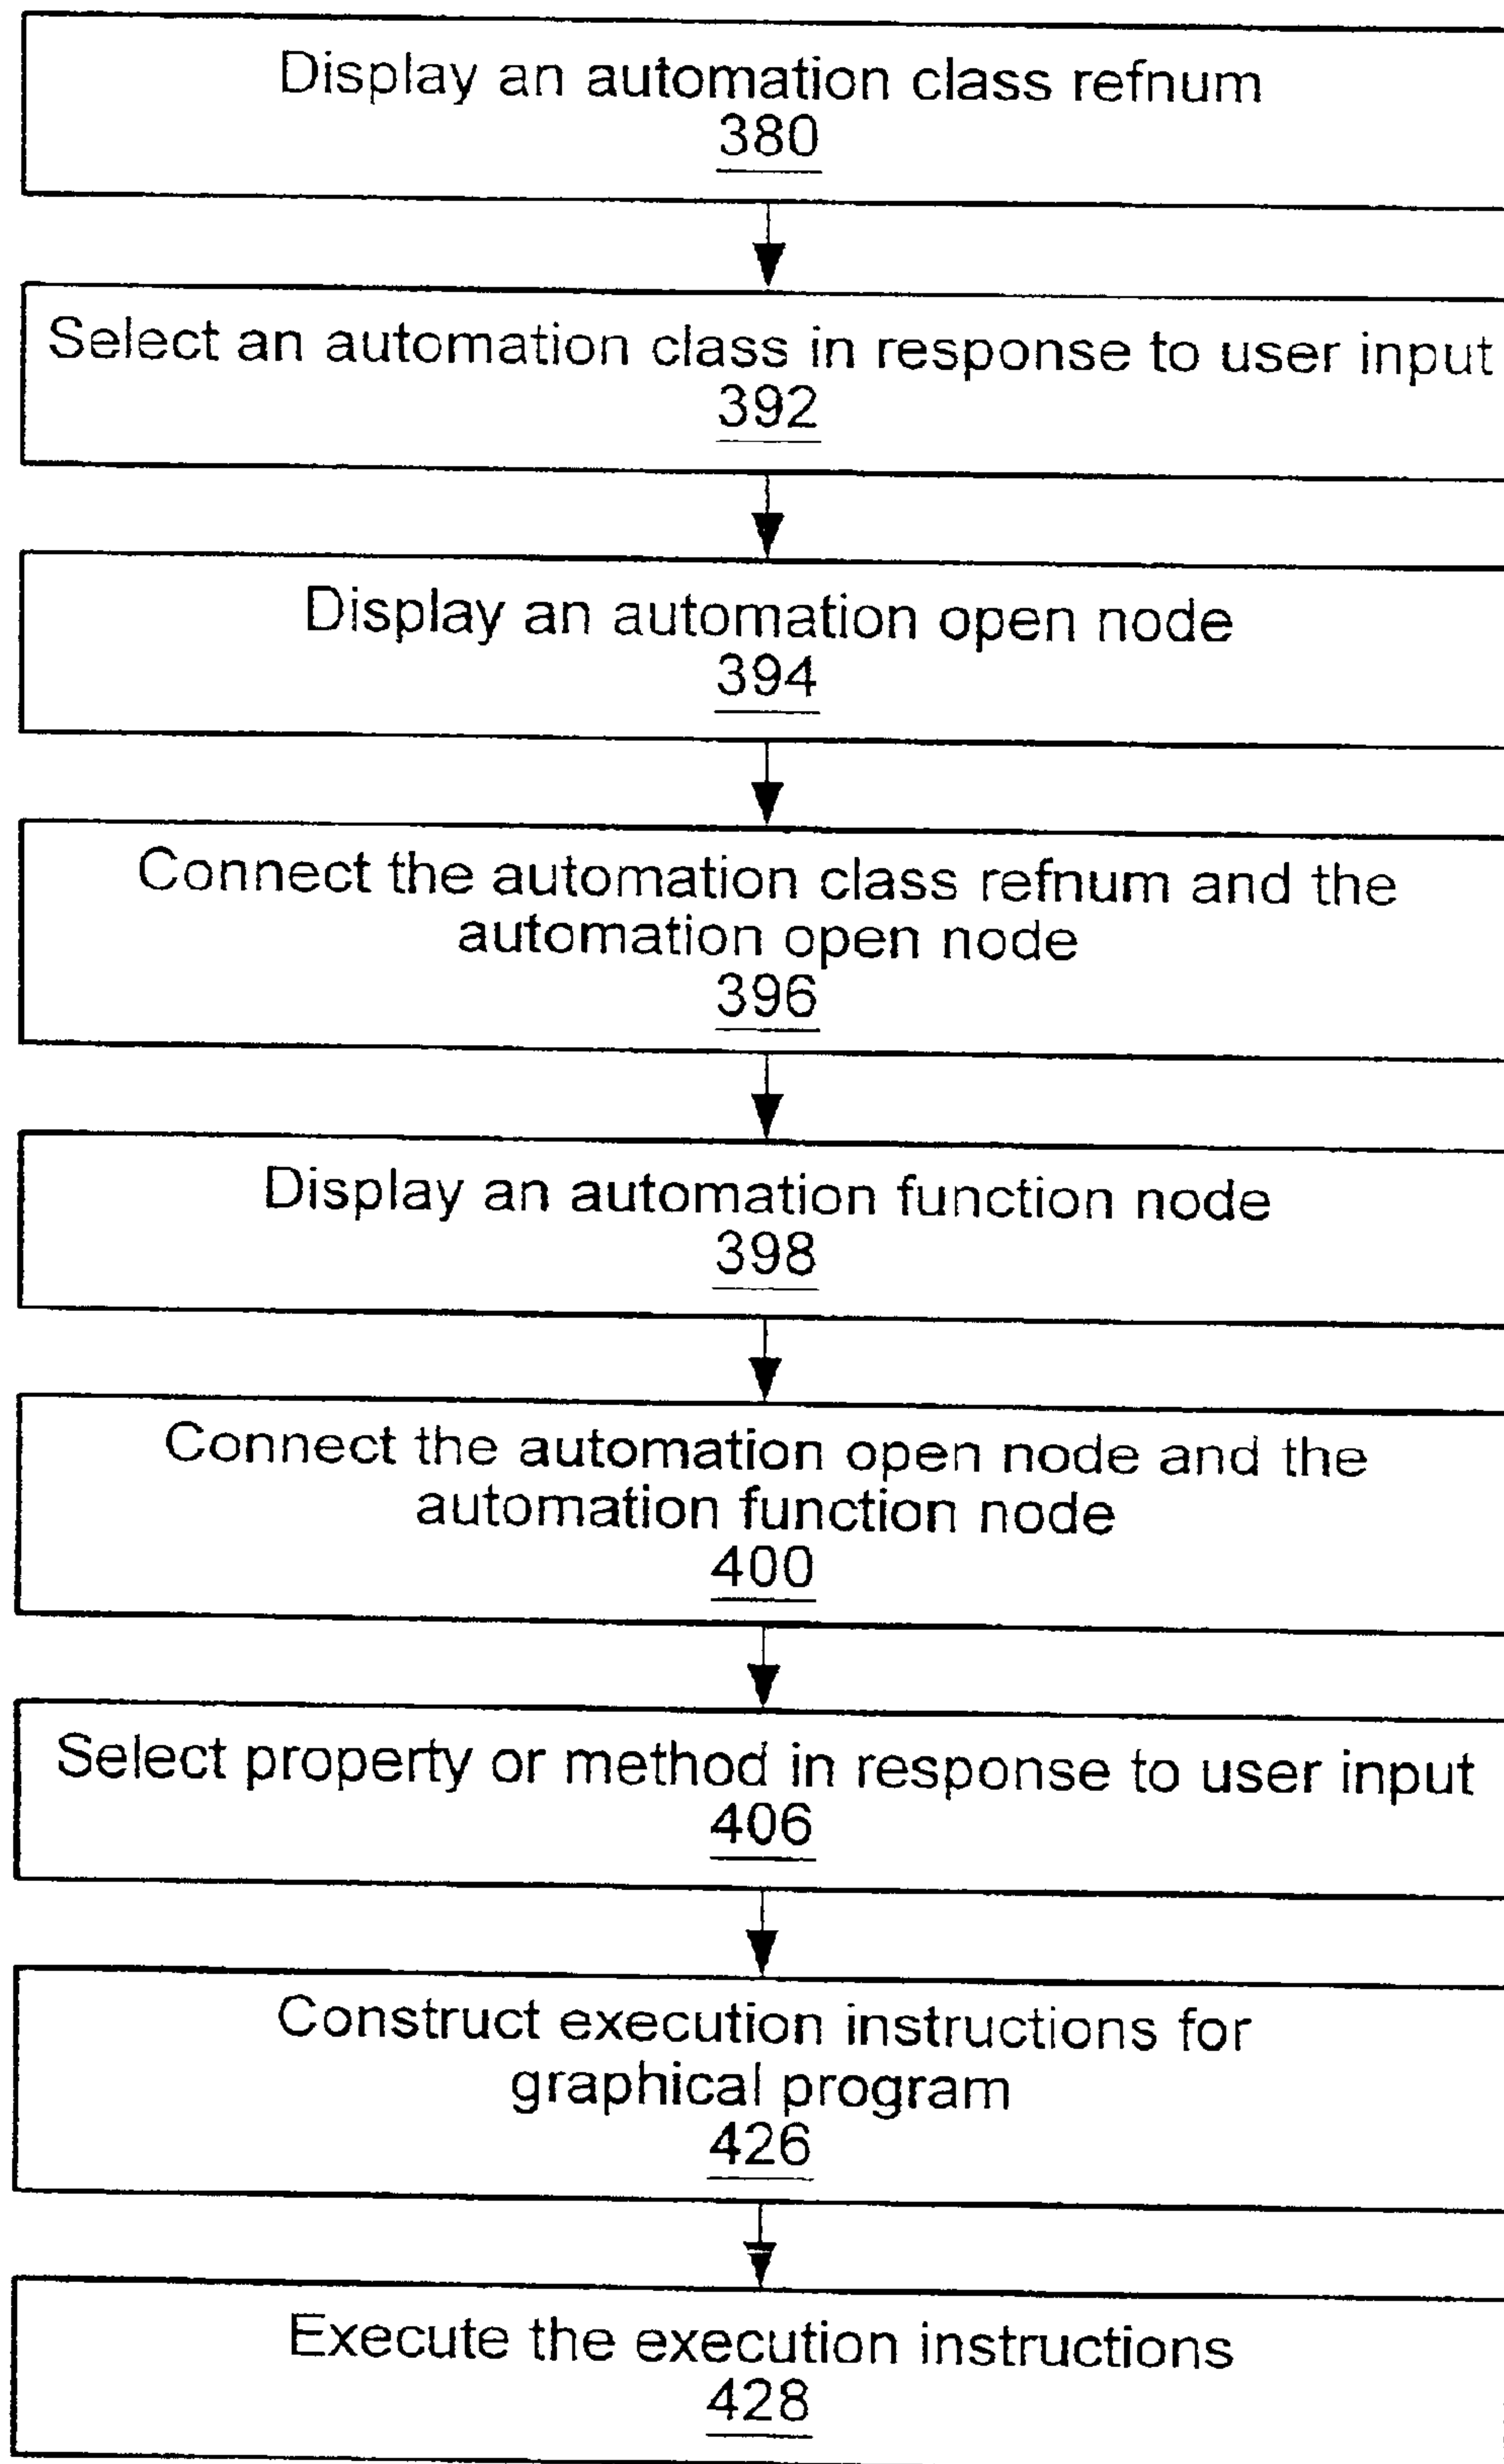 Display an automation class refnum
380
Select an automation class in response to user input
392
Display an automation open node
394
Connect the automation class refnum and the
automation open node
396
Display an automation function node
398
Connect the automation open node and the
automation function node
400
Select property or method in response to user input
406
Construct execution instructions for
graphical program
426
Execute the execution instructions
428